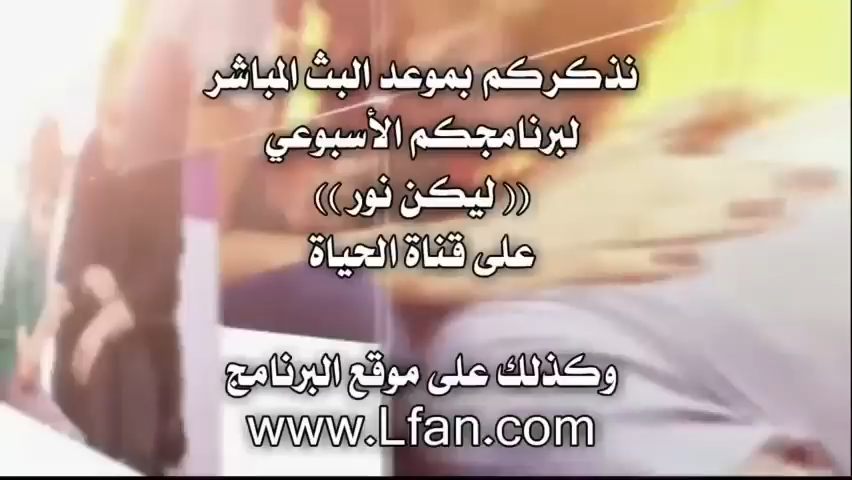 نذكركم بموعد البث المباشر
لبرنامجكم الأسبوعي
(( ليكن نور ))
على قناة الحياة
وكذلك على موقع البرنامج
www.Lfan.com